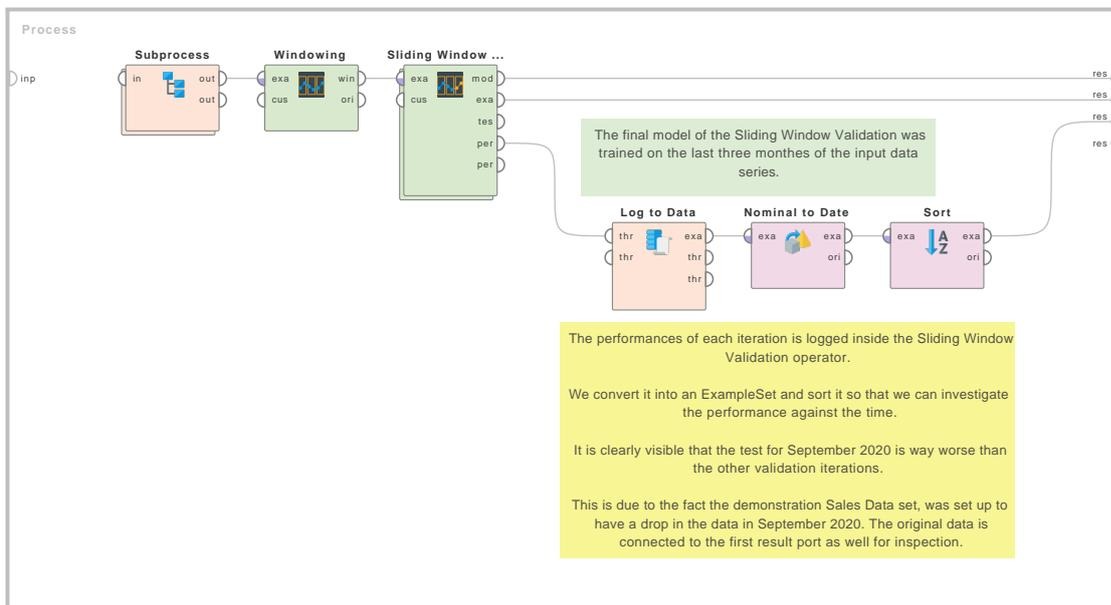 Process
Subprocess
Windowing
Sliding Window ...
inp
in
out
out
exa
win
cus
ori
exa
mod
cus
exa
tes
per
per
res
res
res
res
The final model of the Sliding Window Validation was
trained on the last three monthes of the input data
series.
Log to Data
Nominal to Date
Sort
thr
exa
thr
thr
thr
exa
exa
ori
exa
exa
ori
A
Z
The performances of each iteration is logged inside the Sliding Window
Validation operator.
We convert it into an ExampleSet and sort it so that we can investigate
the performance against the time.
It is clearly visible that the test for September 2020 is way worse than
the other validation iterations.
This is due to the fact the demonstration Sales Data set, was set up to
have a drop in the data in September 2020. The original data is
connected to the first result port as well for inspection.